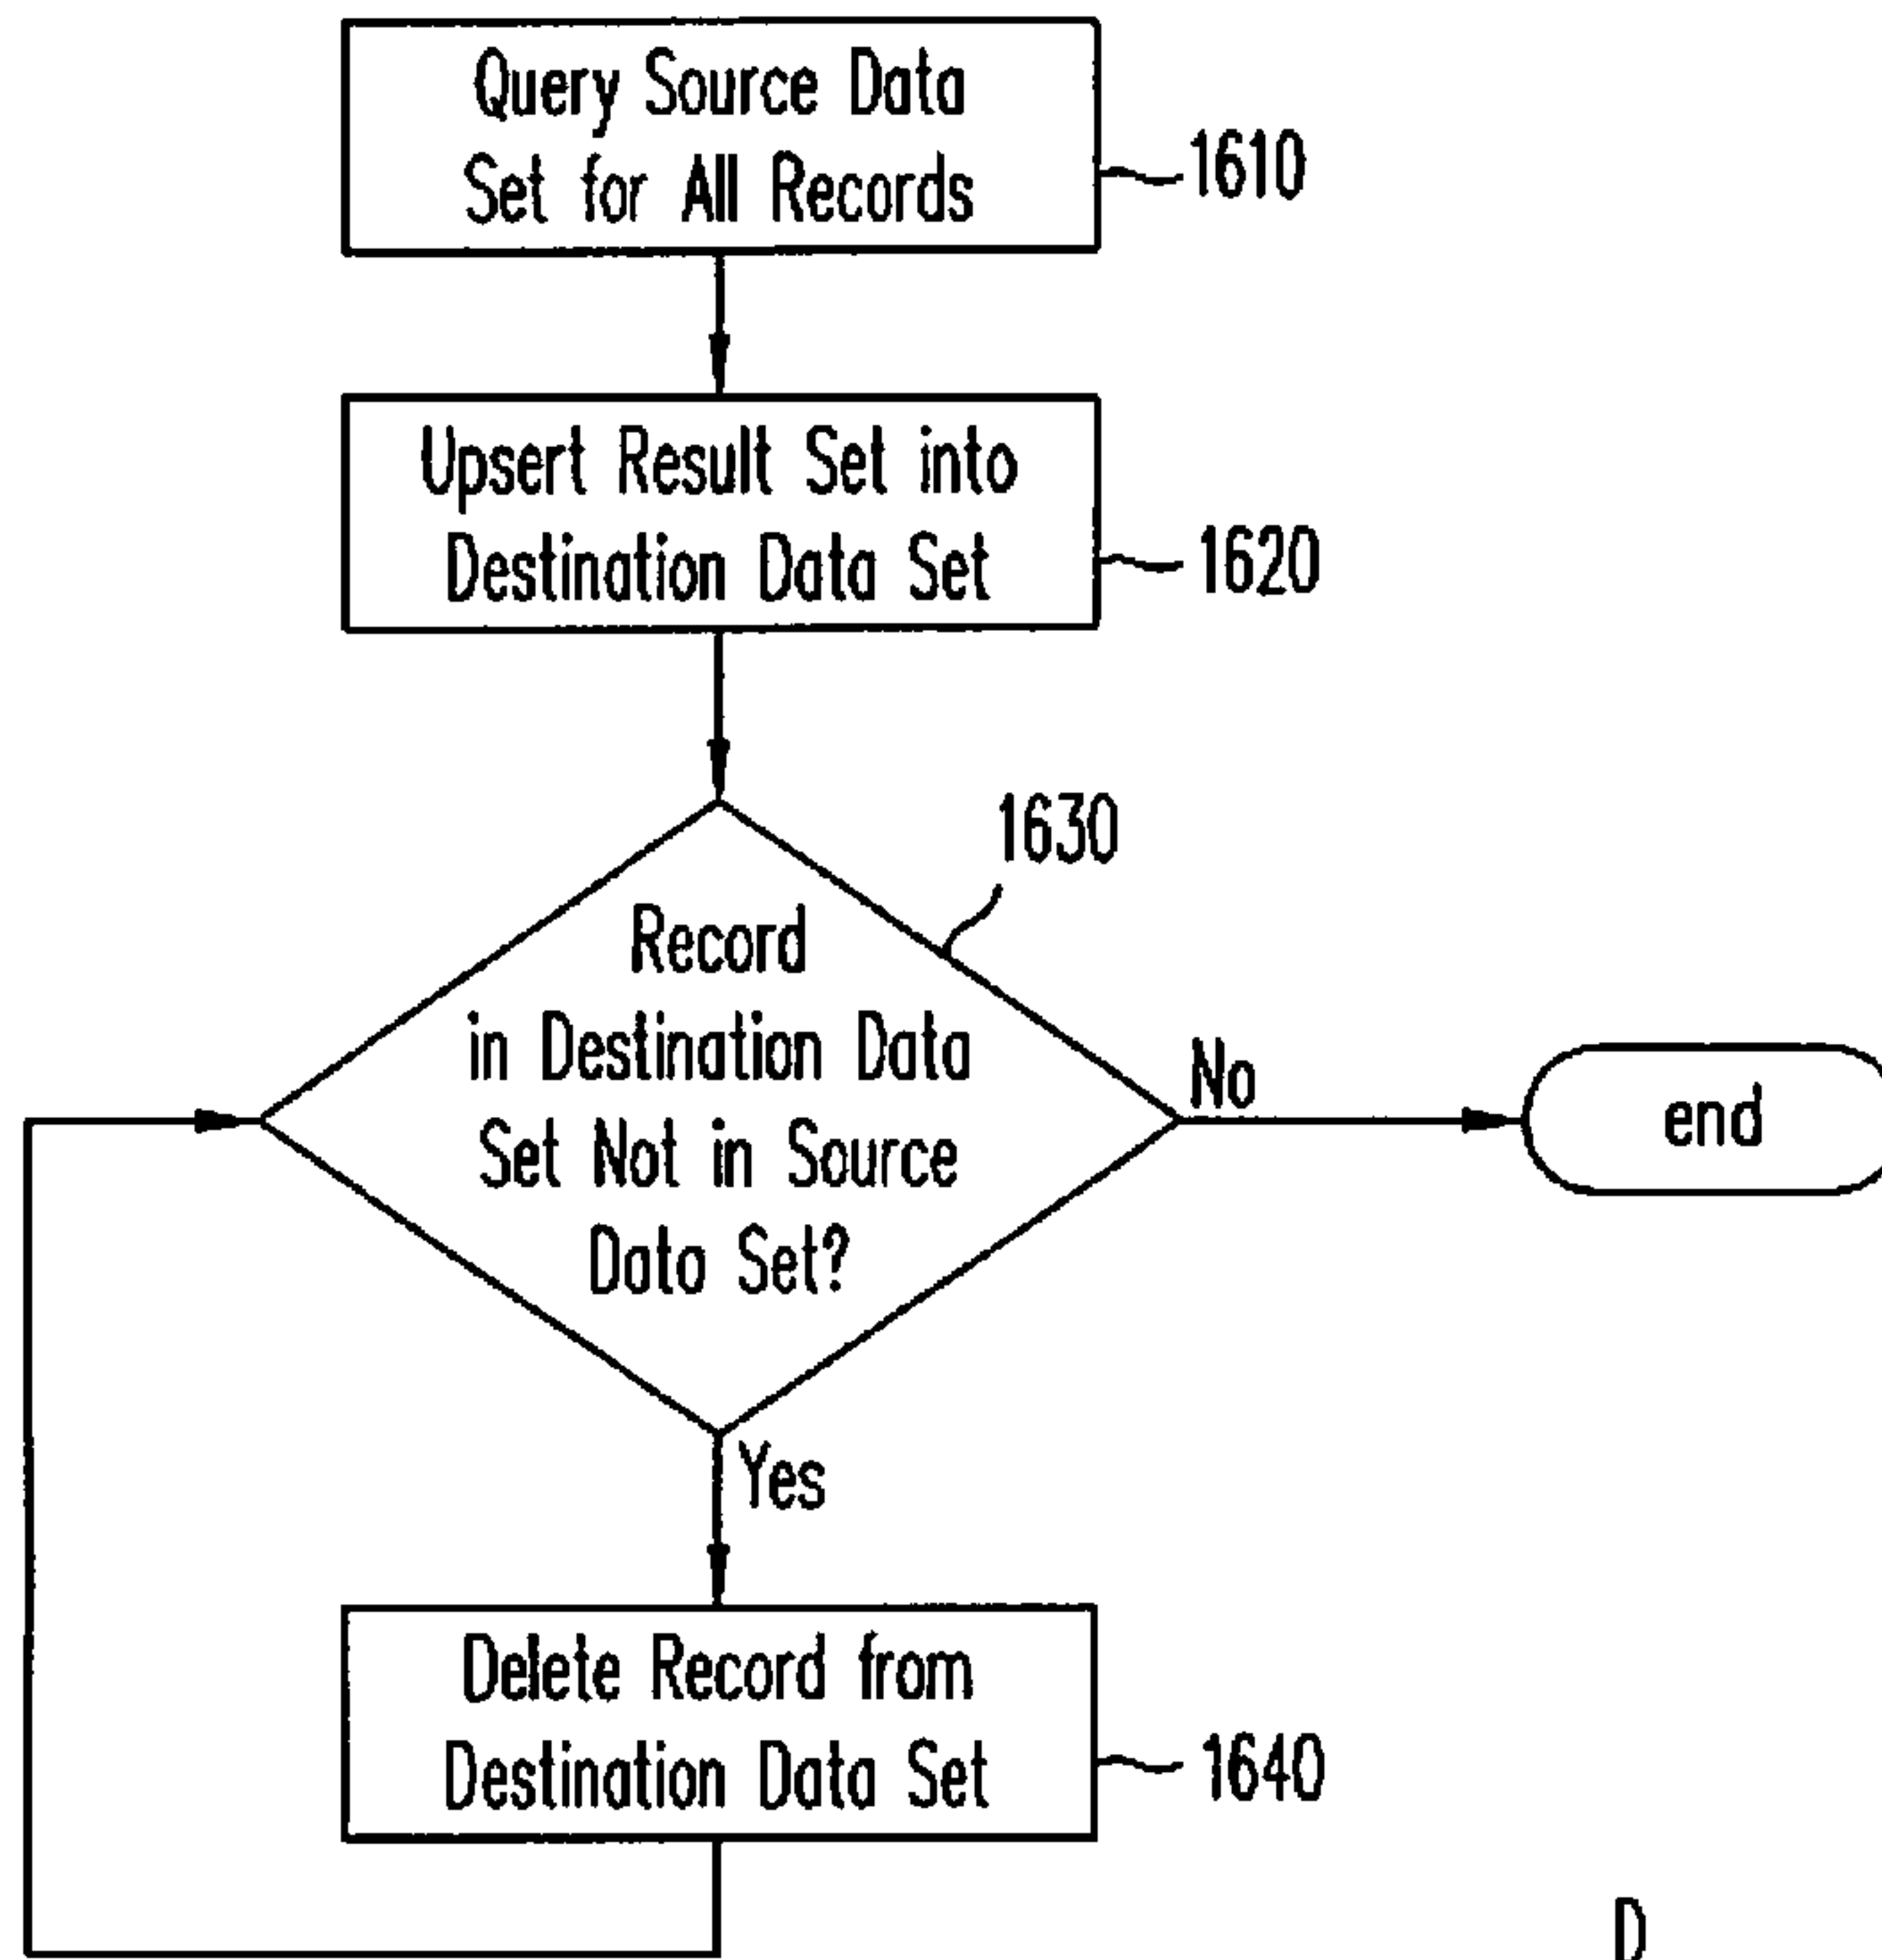 Query Source Data
Set for All Records
1610
Upsert Result Set into
Destination Data Set
1620
1630
Record
in Destination Data
Set Not in Source
Data Set?
No
end
Yes
Delete Record from
Destination Data Set
1640
D